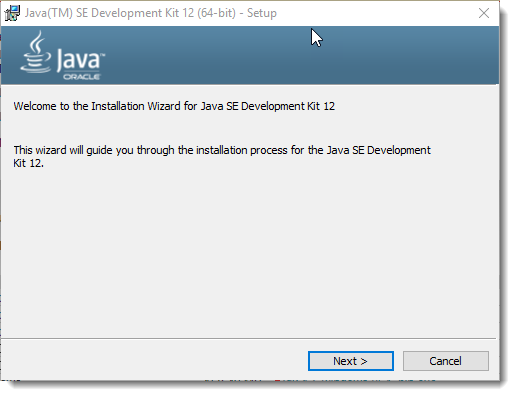 Java(TM) SE Development Kit 12 (64-bit) - Setup
Java™
ORACLE
Welcome to the Installation Wizard for Java SE Development Kit 12
This wizard will guide you through the installation process for the Java SE Development
Kit 12.
Next >
Cancel